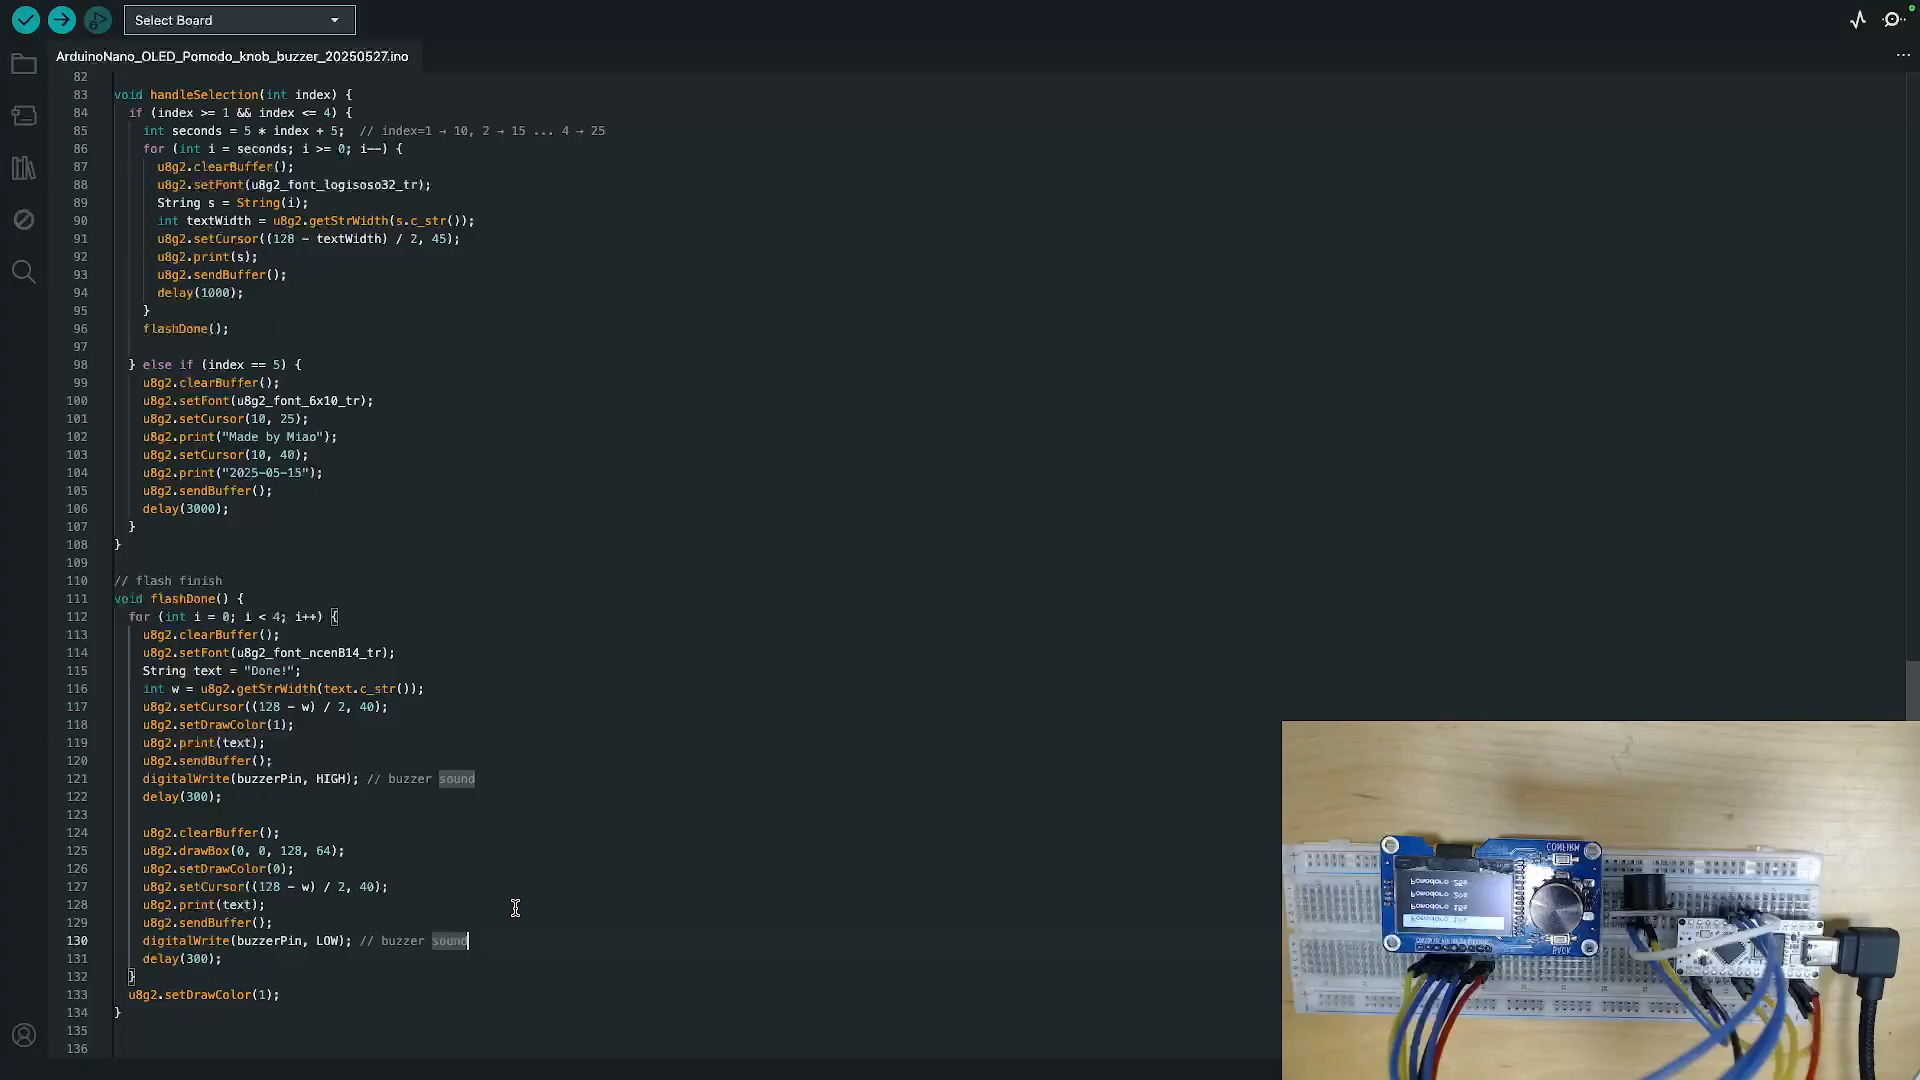 Select Board
ArduinoNano_OLED_Pomodo_knob_buzzer_20250527.ino
82
83 void handleSelection(int index) {
84 if (index >= 1 && index <= 4) {
85 int seconds = 5 * index + 5; // index=1 → 10, 2 → 15 ... 4 → 25
86 for (int i = seconds; i >= 0; i--) {
87 u8g2.clearBuffer();
88 u8g2.setFont(u8g2_font_logisoso32_tr);
89 String s = String(i);
90 int textWidth = u8g2.getStrWidth(s.c_str());
91 u8g2.setCursor((128 - textWidth) / 2, 45);
92 u8g2.print(s);
93 u8g2.sendBuffer();
94 delay(1000);
95 }
96 flashDone();
97
98 } else if (index == 5) {
99 u8g2.clearBuffer();
100 u8g2.setFont(u8g2_font_6x10_tr);
101 u8g2.setCursor(10, 25);
102 u8g2.print("Made by Miao");
103 u8g2.setCursor(10, 40);
104 u8g2.print("2025-05-15");
105 u8g2.sendBuffer();
106 delay(3000);
107 }
108 }
109
110 // flash finish
111 void flashDone() {
112 for (int i = 0; i < 4; i++) {
113 u8g2.clearBuffer();
114 u8g2.setFont(u8g2_font_ncenB14_tr);
115 String text = "Done!";
116 int w = u8g2.getStrWidth(text.c_str());
117 u8g2.setCursor((128 - w) / 2, 40);
118 u8g2.setDrawColor(1);
119 u8g2.print(text);
120 u8g2.sendBuffer();
121 digitalWrite(buzzerPin, HIGH); // buzzer sound
122 delay(300);
123
124 u8g2.clearBuffer();
125 u8g2.drawBox(0, 0, 128, 64);
126 u8g2.setDrawColor(0);
127 u8g2.setCursor((128 - w) / 2, 40);
128 u8g2.print(text);
129 u8g2.sendBuffer();
130 digitalWrite(buzzerPin, LOW); // buzzer sound
131 delay(300);
132 }
133 u8g2.setDrawColor(1);
134 }
135
136
CONFIRM
Pomodoro 25s
Pomodoro 20s
Pomodoro 15s
Pomodoro 10s
BACK